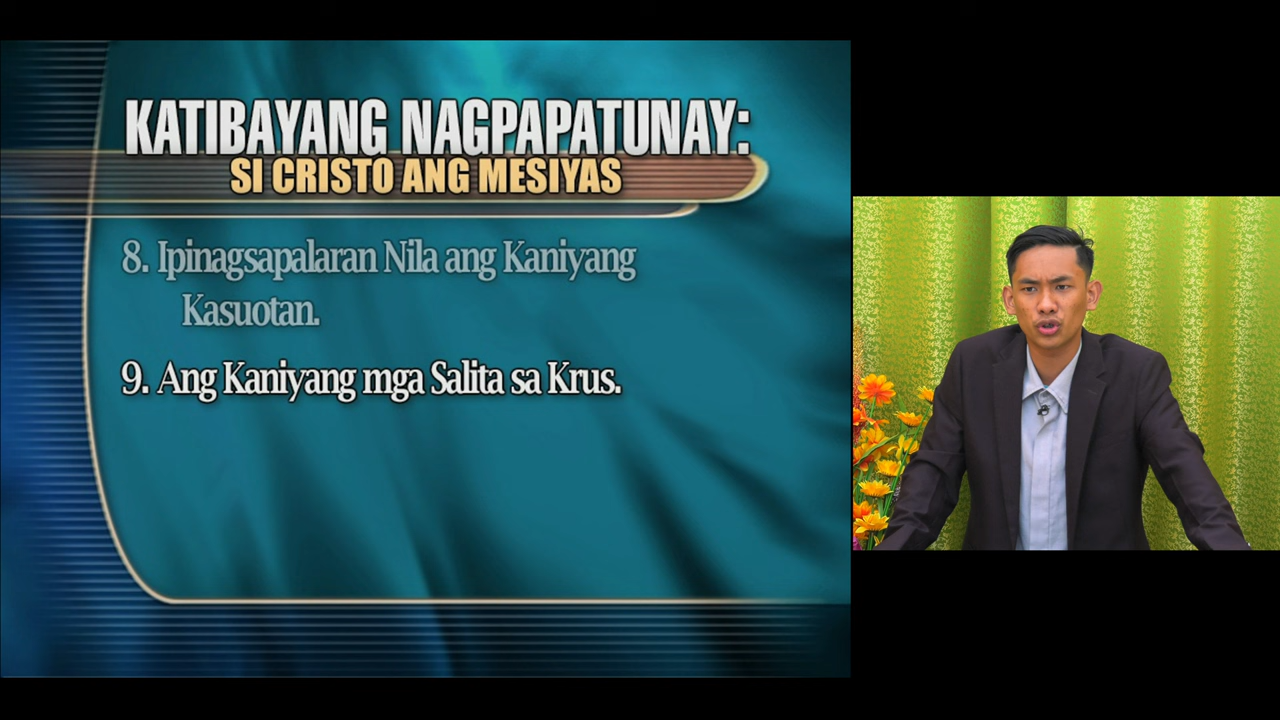 KATIBAYANG NAGPAPATUNAY:
SI CRISTO ANG MESIYAS
8. Ipinagsapalaran Nila ang Kaniyang
Kasuotan.
9. Ang Kaniyang mga Salita sa Krus.